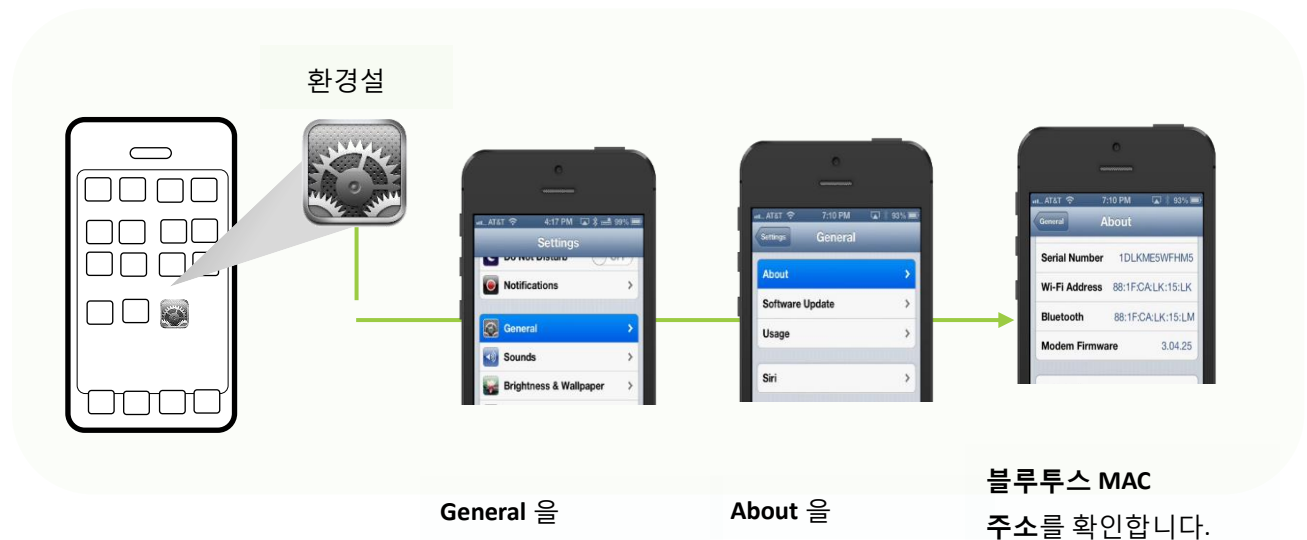 환경설
AT&T 4:17 PM 99%
Settings
Do Not Disturb OFF
Notifications
General
Sounds
Brightness & Wallpaper
AT&T 7:10 PM 93%
Settings General
About
Software Update
Usage
Siri
AT&T 7:10 PM 93%
General About
Serial Number 1DLKME5WFHM5
Wi-Fi Address 88:1F:CA:LK:15:LK
Bluetooth 88:1F:CA:LK:15:LM
Modem Firmware 3.04.25
General 을
About 을
블루투스 MAC
주소를 확인합니다.